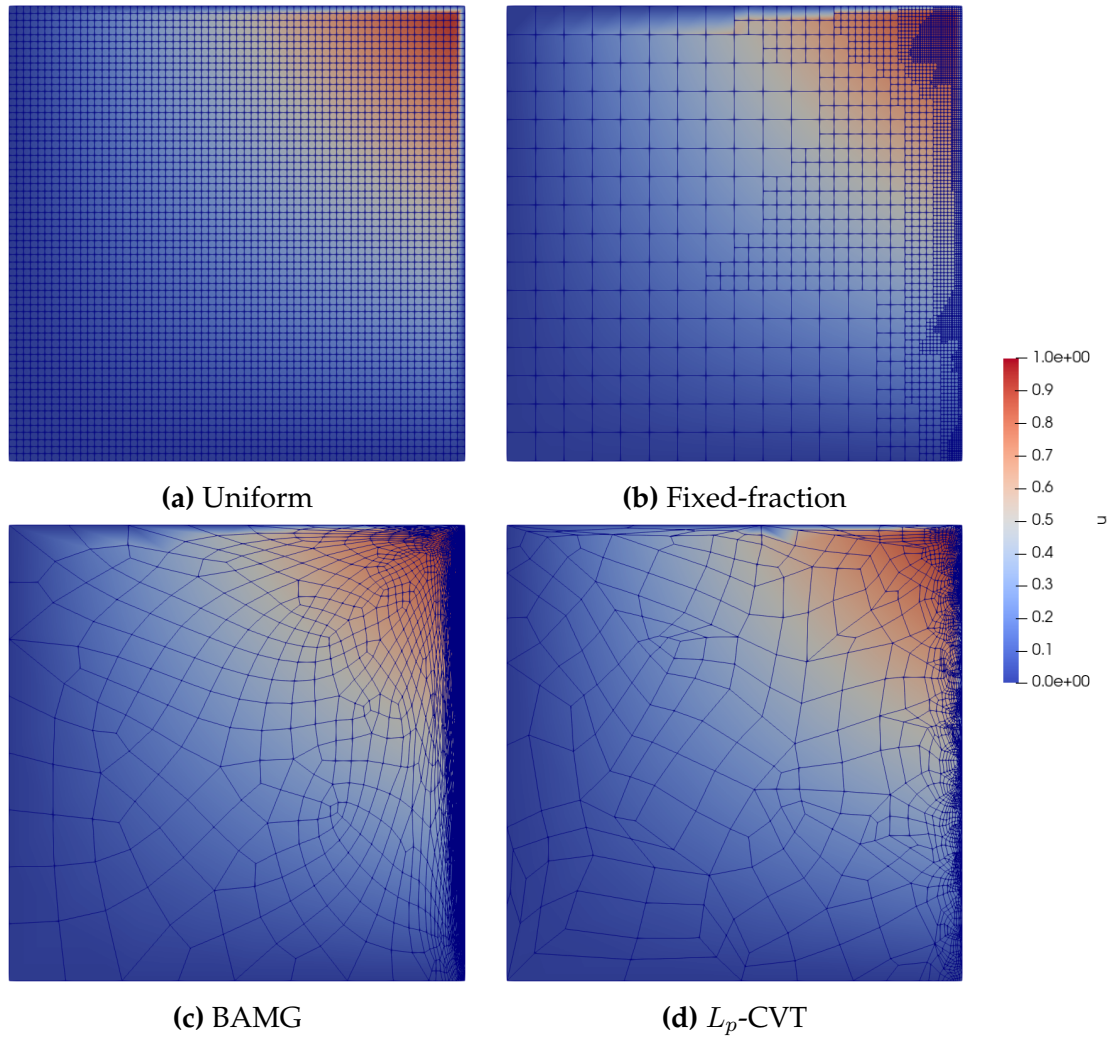 (a) Uniform
(b) Fixed-fraction
1.0e+00
0.9
0.8
0.7
0.6
0.5
0.4
0.3
0.2
0.1
0.0e+00
u
(c) BAMG
(d) Lp-CVT